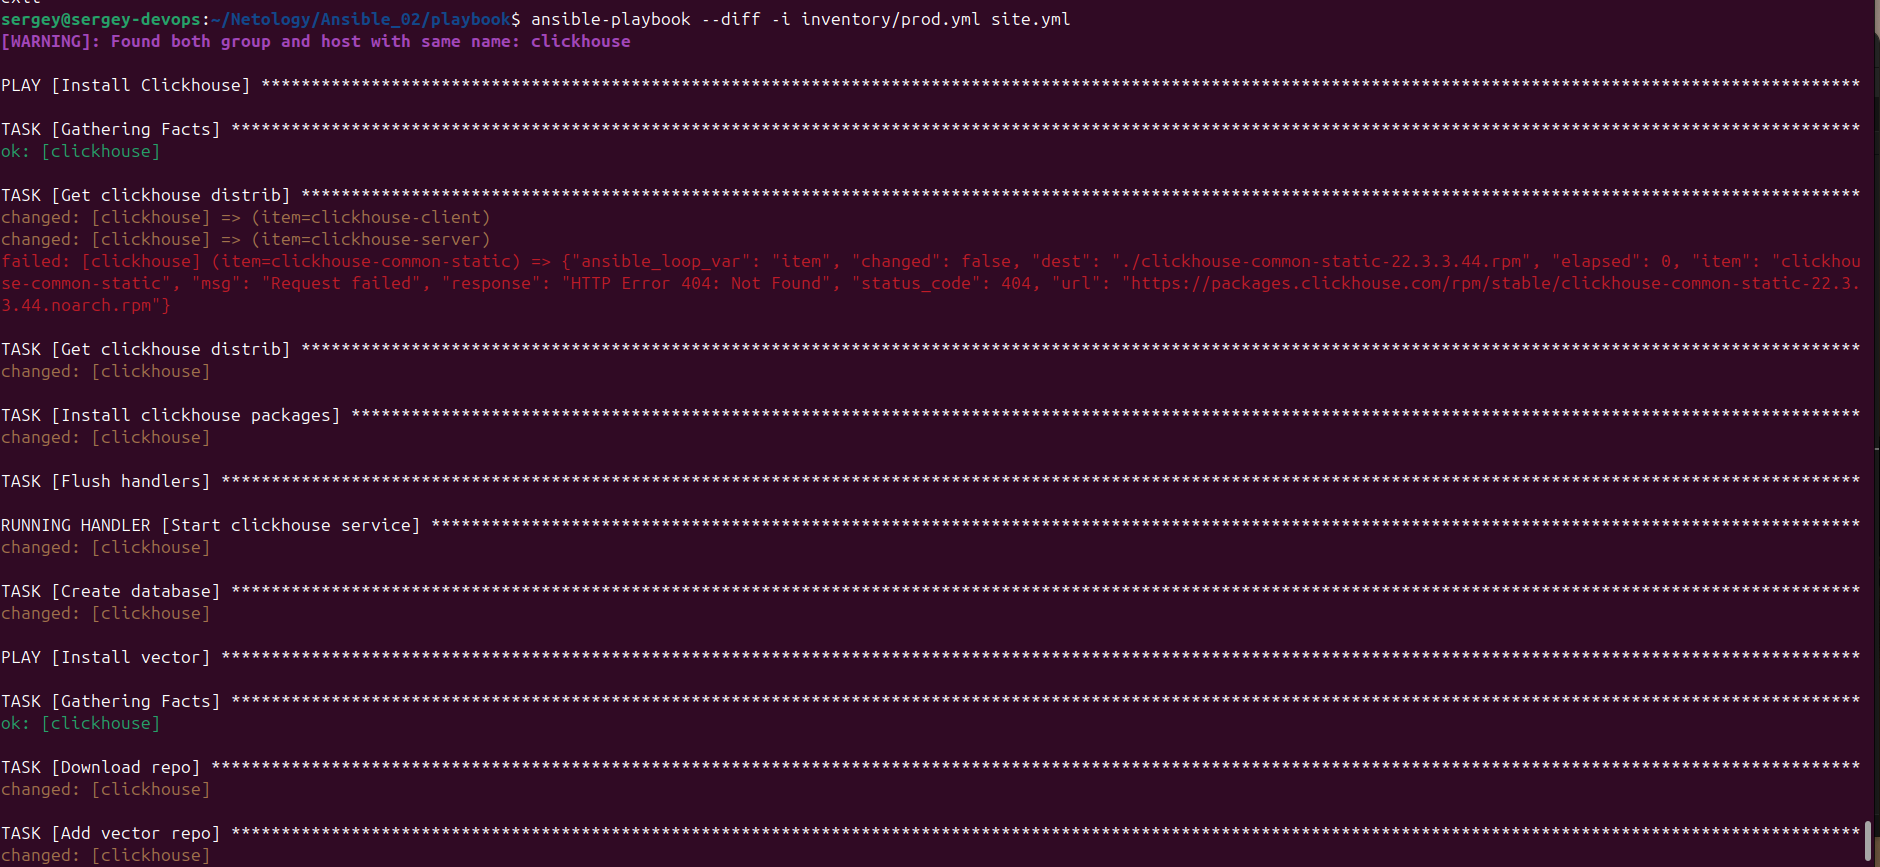 sergey@sergey-devops:~/Netology/Ansible_02/playbook$ ansible-playbook --diff -i inventory/prod.yml site.yml
[WARNING]: Found both group and host with same name: clickhouse
PLAY [Install Clickhouse] ****************************************************************************************************************************************************************
TASK [Gathering Facts] *******************************************************************************************************************************************************************
ok: [clickhouse]
TASK [Get clickhouse distrib] ************************************************************************************************************************************************************
changed: [clickhouse] => (item=clickhouse-client)
changed: [clickhouse] => (item=clickhouse-server)
failed: [clickhouse] (item=clickhouse-common-static) => {"ansible_loop_var": "item", "changed": false, "dest": "./clickhouse-common-static-22.3.3.44.rpm", "elapsed": 0, "item": "clickhou
se-common-static", "msg": "Request failed", "response": "HTTP Error 404: Not Found", "status_code": 404, "url": "https://packages.clickhouse.com/rpm/stable/clickhouse-common-static-22.3.
3.44.noarch.rpm"}
TASK [Get clickhouse distrib] ************************************************************************************************************************************************************
changed: [clickhouse]
TASK [Install clickhouse packages] *******************************************************************************************************************************************************
changed: [clickhouse]
TASK [Flush handlers] ********************************************************************************************************************************************************************
RUNNING HANDLER [Start clickhouse service] ***********************************************************************************************************************************************
changed: [clickhouse]
TASK [Create database] *******************************************************************************************************************************************************************
changed: [clickhouse]
PLAY [Install vector] ********************************************************************************************************************************************************************
TASK [Gathering Facts] *******************************************************************************************************************************************************************
ok: [clickhouse]
TASK [Download repo] *********************************************************************************************************************************************************************
changed: [clickhouse]
TASK [Add vector repo] *******************************************************************************************************************************************************************
changed: [clickhouse]